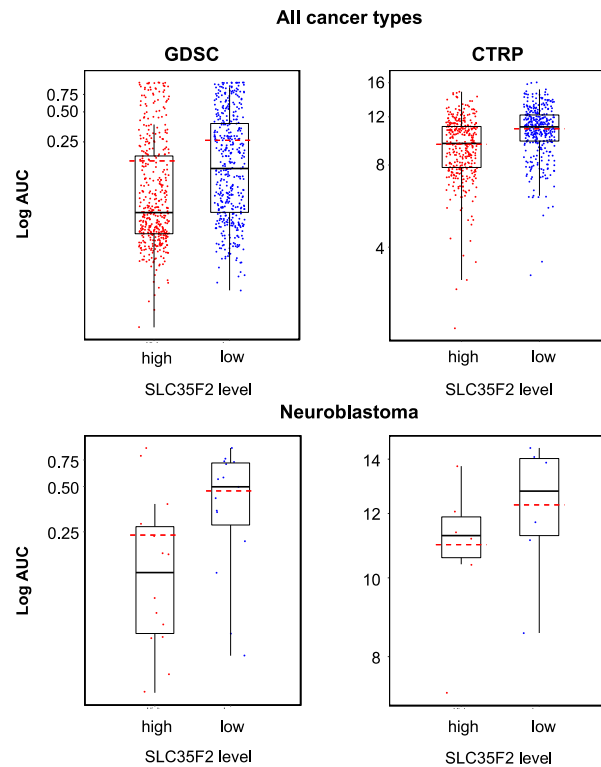 All cancer types
GDSC
CTRP
Log AUC
0.75
0.50
0.25
16
12
8
4
high
low
high
low
SLC35F2 level
SLC35F2 level
Neuroblastoma
Log AUC
0.75
0.50
0.25
14
12
10
8
high
low
high
low
SLC35F2 level
SLC35F2 level